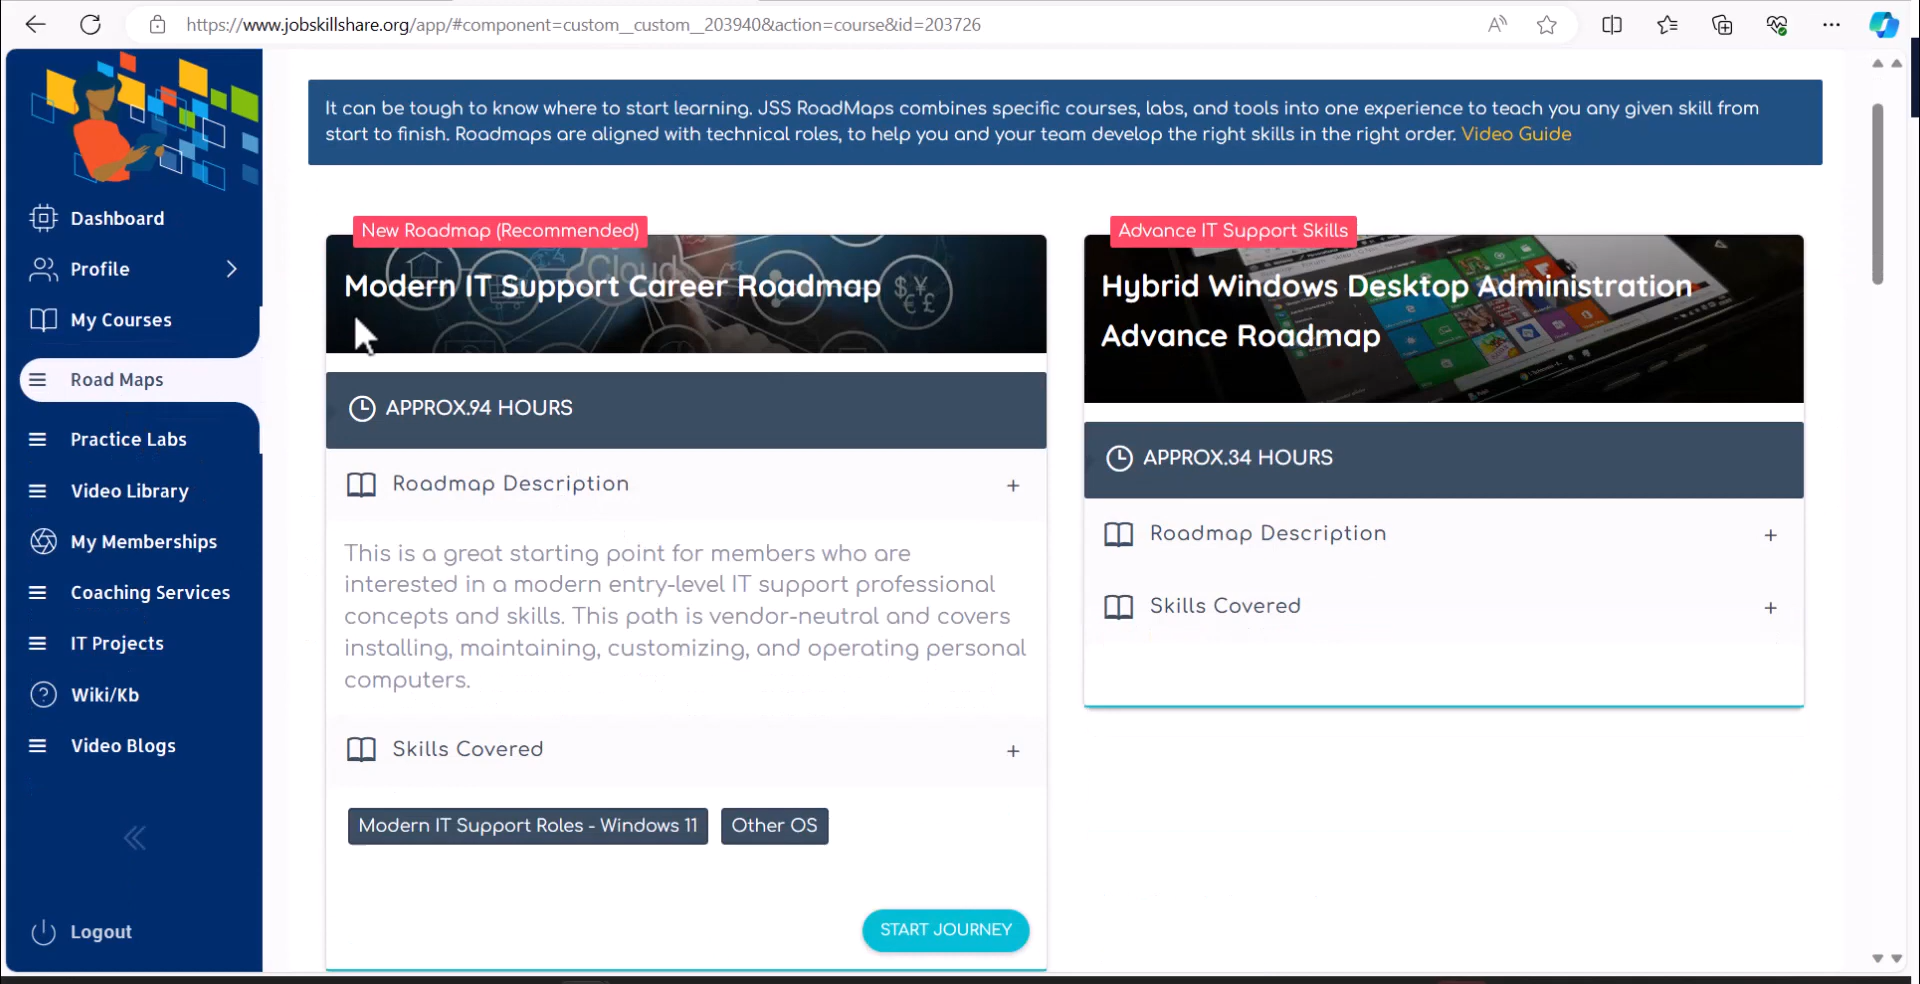 https://www.jobskillshare.org/app/#component=custom__custom__203940&action=course&id=203726
Dashboard
Profile
My Courses
Road Maps
Practice Labs
Video Library
My Memberships
Coaching Services
IT Projects
Wiki/Kb
Video Blogs
Logout
It can be tough to know where to start learning. JSS RoadMaps combines specific courses, labs, and tools into one experience to teach you any given skill from
start to finish. Roadmaps are aligned with technical roles, to help you and your team develop the right skills in the right order. Video Guide
New Roadmap (Recommended)
Cloud
Modern IT Support Career Roadmap
APPROX.94 HOURS
Roadmap Description +
This is a great starting point for members who are
interested in a modern entry-level IT support professional
concepts and skills. This path is vendor-neutral and covers
installing, maintaining, customizing, and operating personal
computers.
Skills Covered +
Modern IT Support Roles - Windows 11 Other OS
START JOURNEY
Advance IT Support Skills
Hybrid Windows Desktop Administration
Advance Roadmap
APPROX.34 HOURS
Roadmap Description +
Skills Covered +